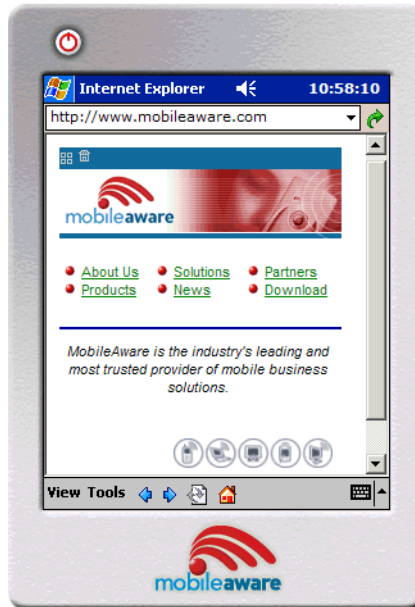 Internet Explorer 10:58:10
http://www.mobileaware.com
mobileaware
About Us Solutions Partners
Products News Download
MobileAware is the industry's leading and
most trusted provider of mobile business
solutions.
View Tools
mobileaware